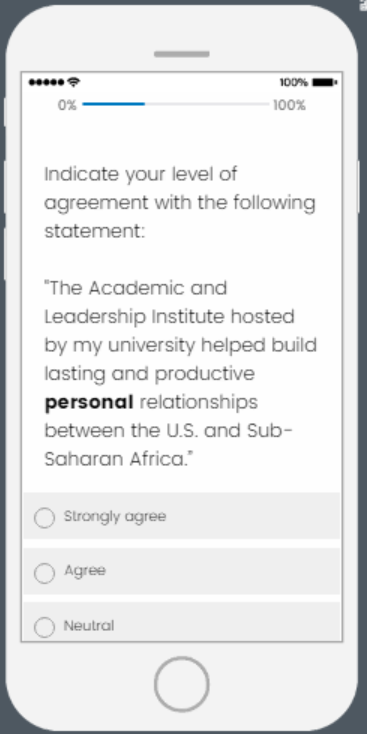 100%
0% 100%
Indicate your level of
agreement with the following
statement:
"The Academic and
Leadership Institute hosted
by my university helped build
lasting and productive
personal relationships
between the U.S. and Sub-
Saharan Africa."
Strongly agree
Agree
Neutral